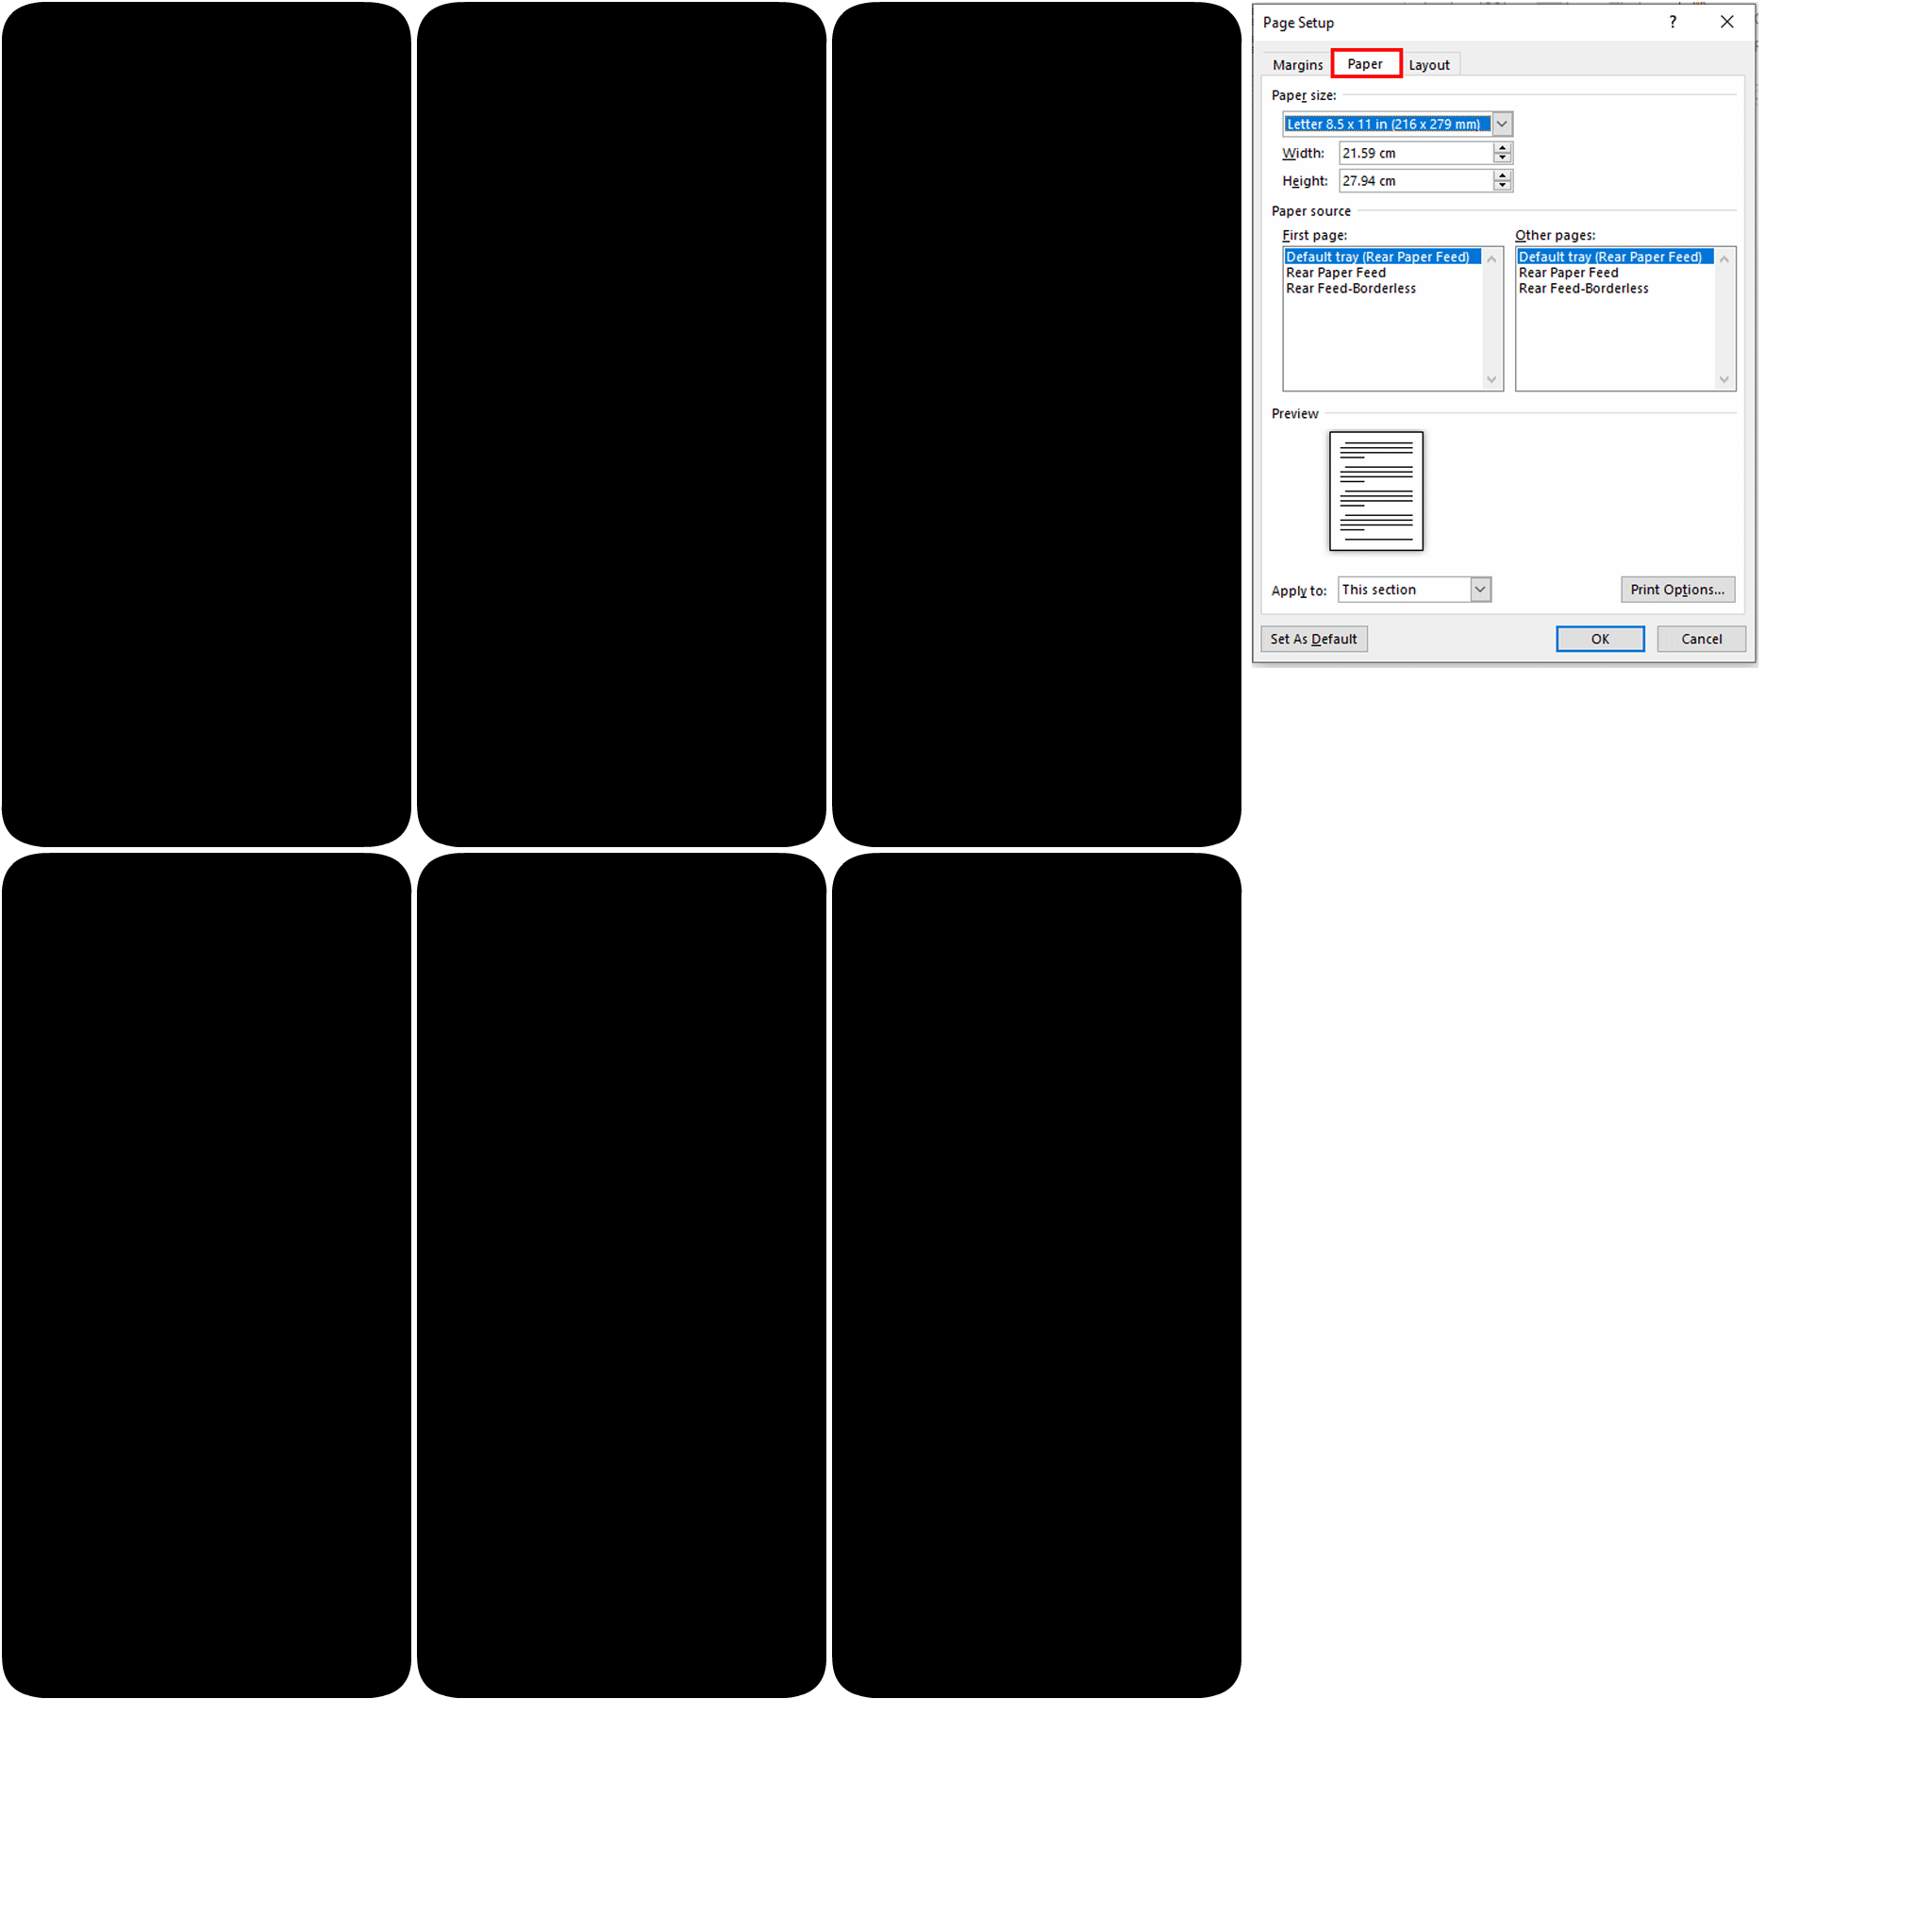 Page Setup
?
Margins Paper Layout
Paper size:
Letter 8.5 x 11 in (216 x 279 mm)
Width: 21.59 cm
Height: 27.94 cm
Paper source
First page: Other pages:
Default tray (Rear Paper Feed) Default tray (Rear Paper Feed)
Rear Paper Feed Rear Paper Feed
Rear Feed-Borderless Rear Feed-Borderless
Preview
Apply to: This section Print Options...
Set As Default OK Cancel